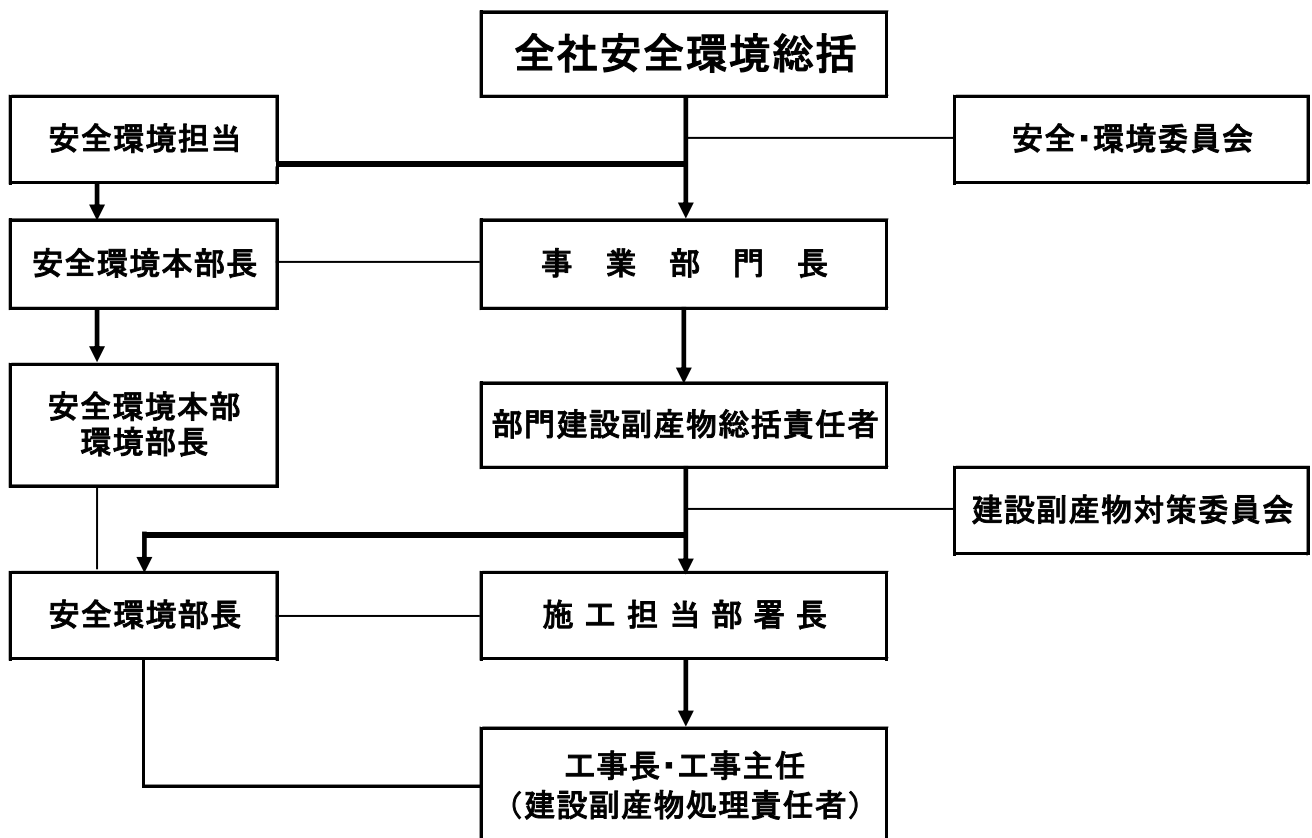 全社安全環境総括
安全環境担当
安全・環境委員会
安全環境本部長
事業部門長
安全環境本部
環境部長
部門建設副産物総括責任者
建設副産物対策委員会
安全環境部長
施工担当部署長
工事長・工事主任
（建設副産物処理責任者）